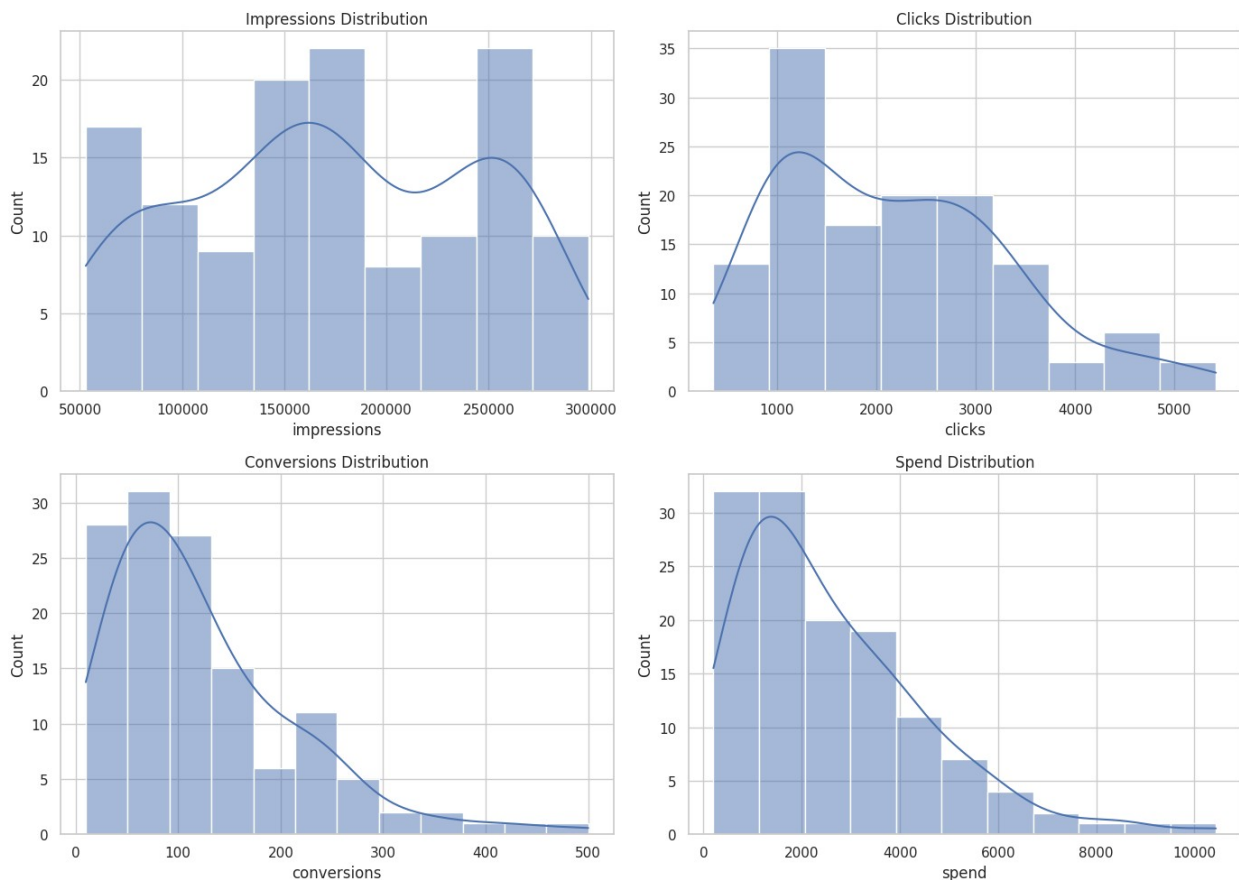 Impressions Distribution
Count
20
15
10
5
0
50000 100000 150000 200000 250000 300000
impressions
Clicks Distribution
Count
35
30
25
20
15
10
5
0
1000 2000 3000 4000 5000
clicks
Conversions Distribution
Count
30
25
20
15
10
5
0
0 100 200 300 400 500
conversions
Spend Distribution
Count
30
25
20
15
10
5
0
0 2000 4000 6000 8000 10000
spend